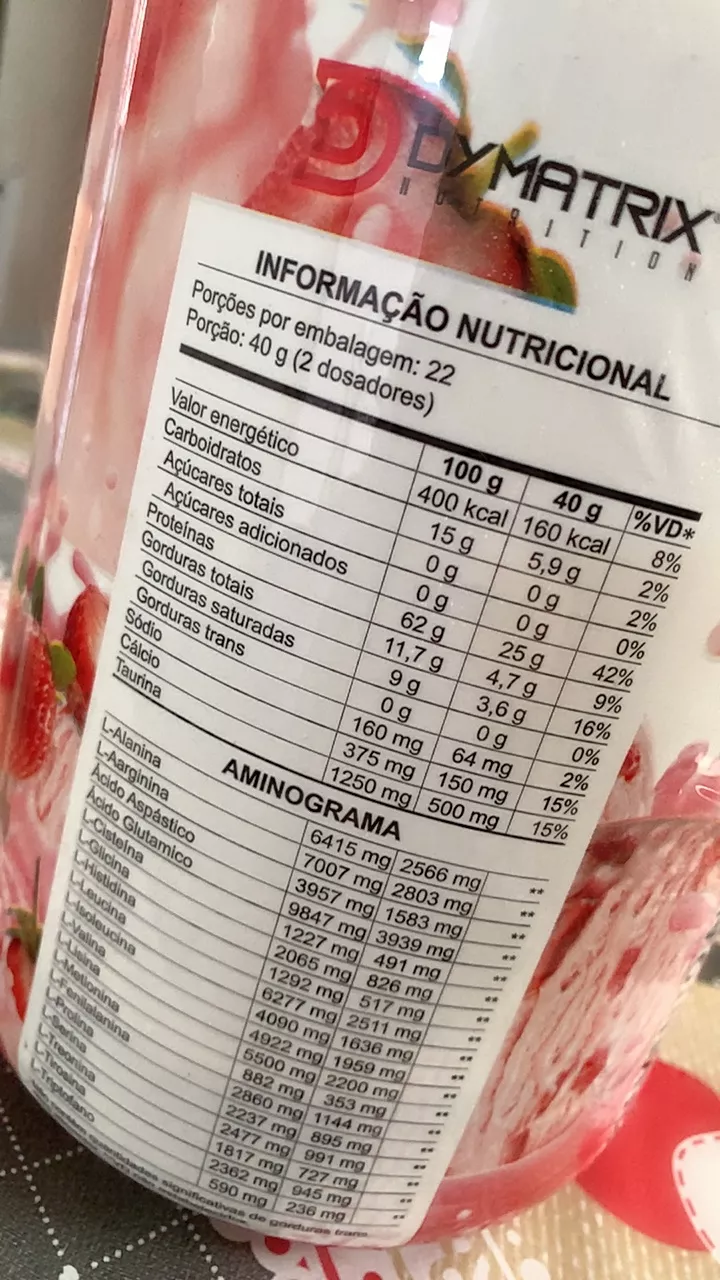 DYMATRIX
NUTRITION
INFORMAÇÃO NUTRICIONAL
Porções por embalagem: 22
Porção: 40 g (2 dosadores)
100 g 40 g %VD*
Valor energético 400 kcal 160 kcal 8%
Carboidratos 15 g 5,9 g 2%
Açúcares totais 0 g 0 g 2%
Açúcares adicionados 0 g 0 g 0%
Proteínas 62 g 25 g 42%
Gorduras totais 11,7 g 4,7 g 9%
Gorduras saturadas 9 g 3,6 g 16%
Gorduras trans 0 g 0 g 0%
Sódio 160 mg 64 mg 2%
Cálcio 375 mg 150 mg 15%
Taurina 1250 mg 500 mg 15%
AMINOGRAMA
L-Alanina 6415 mg 2566 mg **
L-Aarginina 7007 mg 2803 mg **
Ácido Aspástico 3957 mg 1583 mg **
Ácido Glutamico 9847 mg 3939 mg **
L-Cisteína 1227 mg 491 mg **
L-Glicina 2065 mg 826 mg **
L-Histidina 1292 mg 517 mg **
L-Leucina 6277 mg 2511 mg **
L-Isoleucina 4090 mg 1636 mg **
L-Valina 4922 mg 1959 mg **
L-Lisina 5500 mg 2200 mg **
L-Metionina 882 mg 353 mg **
L-Fenilalanina 2860 mg 1144 mg **
L-Prolina 2237 mg 895 mg **
L-Serina 2477 mg 991 mg **
L-Treonina 1817 mg 727 mg **
L-Tirosina 2362 mg 945 mg **
L-Triptofano 590 mg 236 mg **
quantidades significativas de gorduras trans